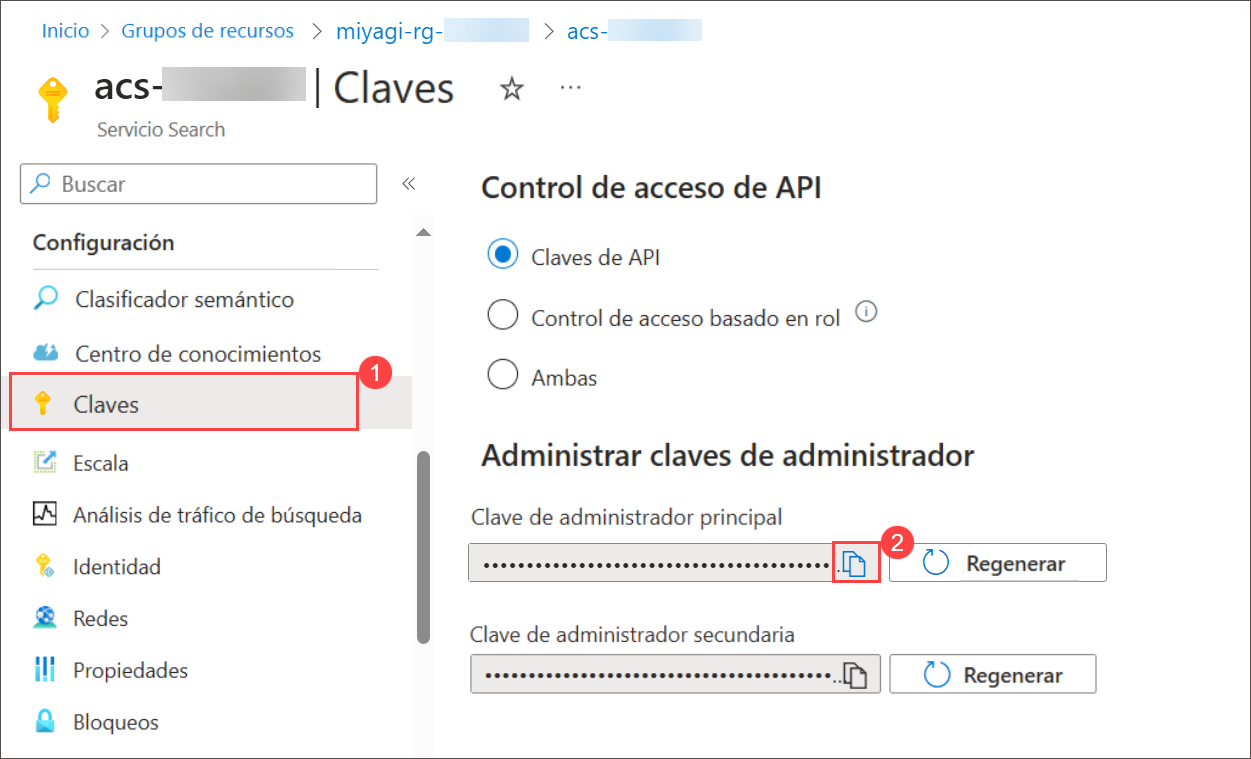 Inicio > Grupos de recursos > miyagi-rg- > acs-
acs- | Claves ☆ ...
Servicio Search
Buscar «
Configuración
Clasificador semántico
Centro de conocimientos
Claves
1
Escala
Análisis de tráfico de búsqueda
Identidad
Redes
Propiedades
Bloqueos
Control de acceso de API
Claves de API
Control de acceso basado en rol
Ambas
Administrar claves de administrador
Clave de administrador principal
2
Regenerar
Clave de administrador secundaria
Regenerar